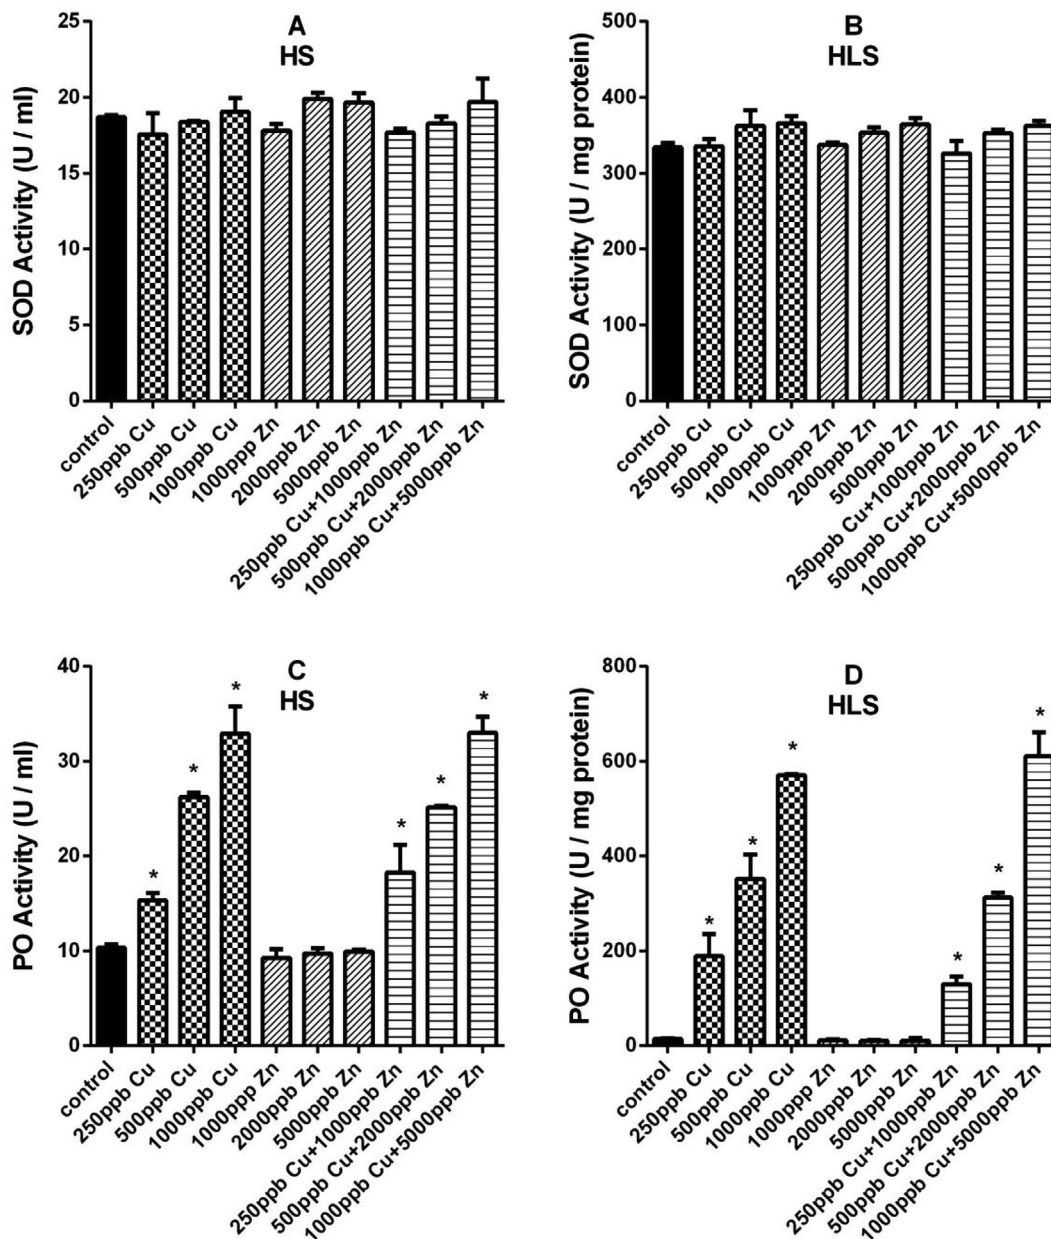 A
HS
SOD Activity (U / ml)
25
20
15
10
5
0
control
250ppb Cu
500ppb Cu
1000ppb Cu
1000ppp Zn
2000ppb Zn
5000ppb Zn
250ppb Cu+1000ppb Zn
500ppb Cu+2000ppb Zn
1000ppb Cu+5000ppb Zn
B
HLS
SOD Activity (U / mg protein)
500
400
300
200
100
0
control
250ppb Cu
500ppb Cu
1000ppb Cu
1000ppp Zn
2000ppb Zn
5000ppb Zn
250ppb Cu+1000ppb Zn
500ppb Cu+2000ppb Zn
1000ppb Cu+5000ppb Zn
C
HS
PO Activity (U / ml)
40
30
20
10
0
* * * * * *
control
250ppb Cu
500ppb Cu
1000ppb Cu
1000ppp Zn
2000ppb Zn
5000ppb Zn
250ppb Cu+1000ppb Zn
500ppb Cu+2000ppb Zn
1000ppb Cu+5000ppb Zn
D
HLS
PO Activity (U / mg protein)
800
600
400
200
0
* * * * * *
control
250ppb Cu
500ppb Cu
1000ppb Cu
1000ppp Zn
2000ppb Zn
5000ppb Zn
250ppb Cu+1000ppb Zn
500ppb Cu+2000ppb Zn
1000ppb Cu+5000ppb Zn